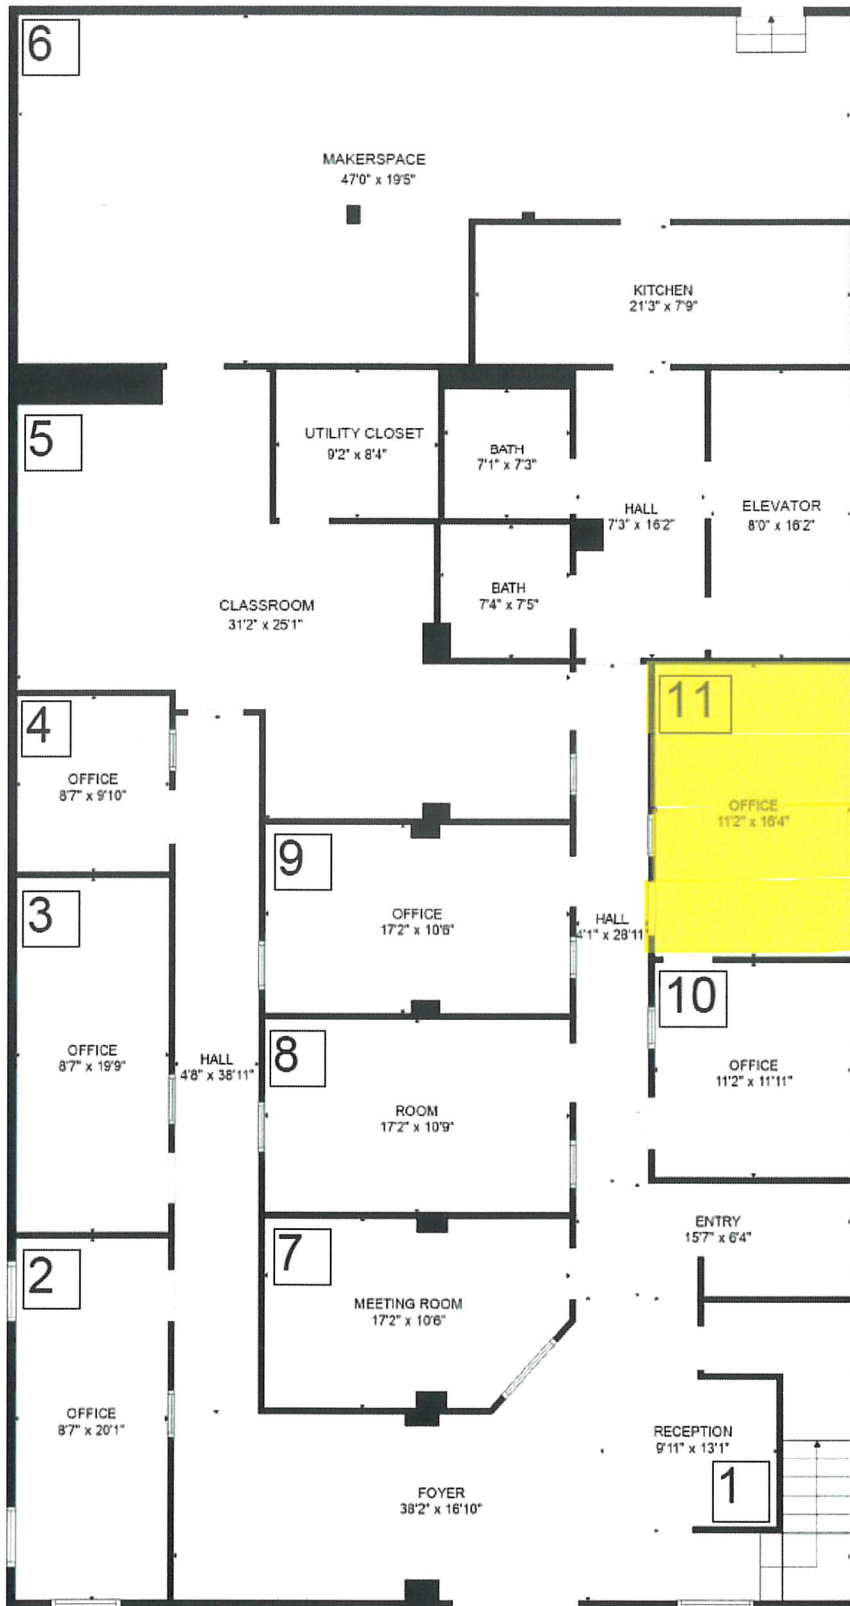 6
MAKERSPACE
47'0" x 19'5"
KITCHEN
21'3" x 7'9"
5
UTILITY CLOSET
9'2" x 8'4"
BATH
7'1" x 7'3"
HALL
7'3" x 16'2"
ELEVATOR
8'0" x 16'2"
BATH
7'4" x 7'5"
CLASSROOM
31'2" x 25'1"
11
OFFICE
11'2" x 16'4"
4
OFFICE
8'7" x 9'10"
9
OFFICE
17'2" x 10'6"
HALL
4'1" x 28'11"
3
OFFICE
8'7" x 19'9"
HALL
4'8" x 38'11"
8
ROOM
17'2" x 10'9"
10
OFFICE
11'2" x 11'11"
ENTRY
15'7" x 6'4"
7
MEETING ROOM
17'2" x 10'6"
2
OFFICE
8'7" x 20'1"
RECEPTION
9'11" x 13'1"
1
FOYER
38'2" x 16'10"